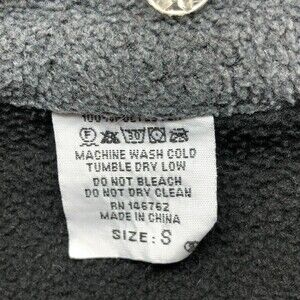 100%
MACHINE WASH COLD
TUMBLE DRY LOW
DO NOT BLEACH
DO NOT DRY CLEAN
RN 146762
MADE IN CHINA
SIZE: S